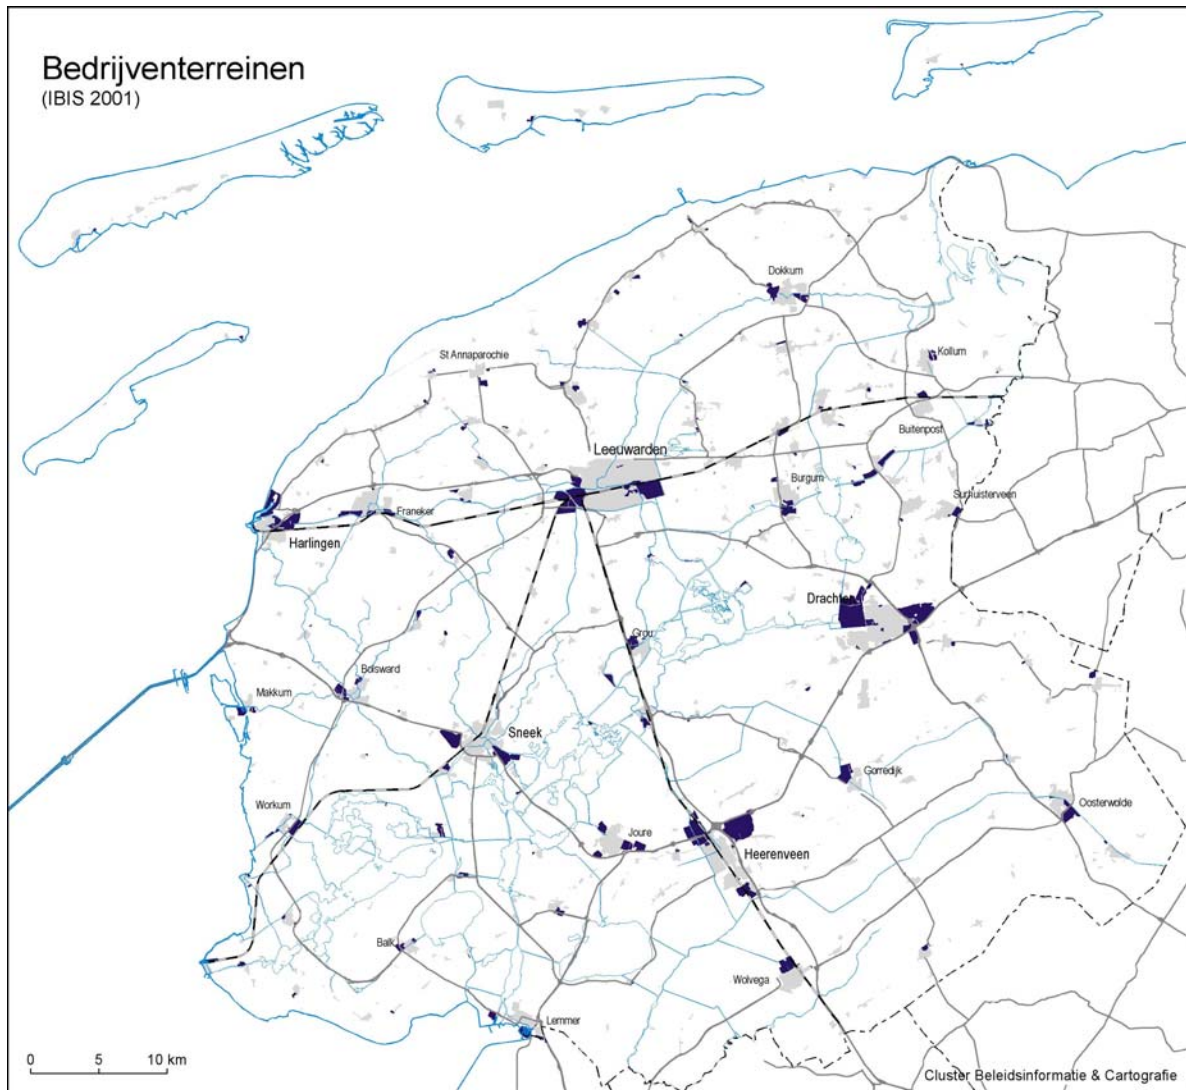 Bedrijventerreinen
(IBIS 2001)
Dokkum
St Annaparochie
Kollum
Buitenpost
Leeuwarden
Burgum
Surhuisterveen
Franeker
Harlingen
Drachten
Grou
Bolsward
Makkum
Sneek
Gorredijk
Oosterwolde
Workum
Joure
Heerenveen
Balk
Wolvega
Lemmer
0 5 10 km
Cluster Beleidsinformatie & Cartografie